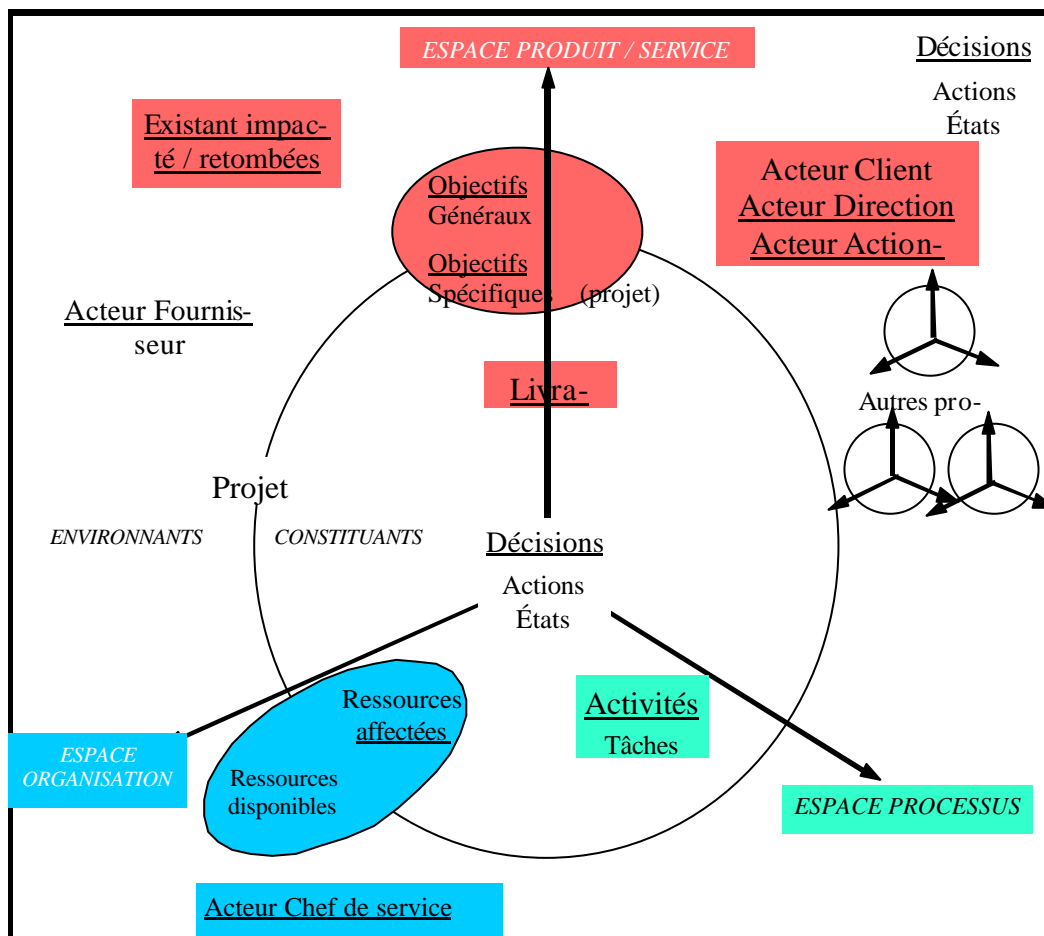 ESPACE PRODUIT / SERVICE
Décisions
Actions
États
Existant impac-
té / retombées
Acteur Client
Acteur Direction
Acteur Action-
Objectifs
Généraux
Objectifs
Spécifiques (projet)
Acteur Fournis-
seur
Livra-
Autres pro-
Projet
ENVIRONNANTS CONSTITUANTS
Décisions
Actions
États
Ressources
affectées
Ressources
disponibles
Activités
Tâches
ESPACE
ORGANISATION
ESPACE PROCESSUS
Acteur Chef de service